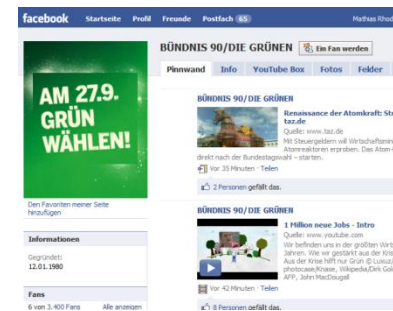 facebook Startseite Profil Freunde Postfach 65 Mathias Rhod
BÜNDNIS 90/DIE GRÜNEN Ein Fan werden
Pinnwand Info YouTube Box Fotos Felder
AM 27.9.
GRÜN
WÄHLEN!
Den Favoriten meiner Seite
hinzufügen
Informationen
Gegründet:
12.01.1980
Fans
6 von 3.400 Fans Alle anzeigen
BÜNDNIS 90/DIE GRÜNEN
Renaissance der Atomkraft: Str
taz.de
Quelle: www.taz.de
Mit Steuergeldern will Wirtschaftsmin
Atomreaktoren erproben. Das Atom-
direkt nach der Bundestagswahl – starten.
Vor 35 Minuten · Teilen
2 Personen gefällt das.
BÜNDNIS 90/DIE GRÜNEN
1 Million neue Jobs - Intro
Quelle: www.youtube.com
Wir befinden uns in der größten Wirt
Jahren. Wie wir gestärkt aus der Kris
Aus der Krise hilft nur Grün © Luxuz/
photocase/Knase, Wikipedia/Dirk Gol
AFP, John MacDougall
Vor 42 Minuten · Teilen
8 Personen gefällt das.